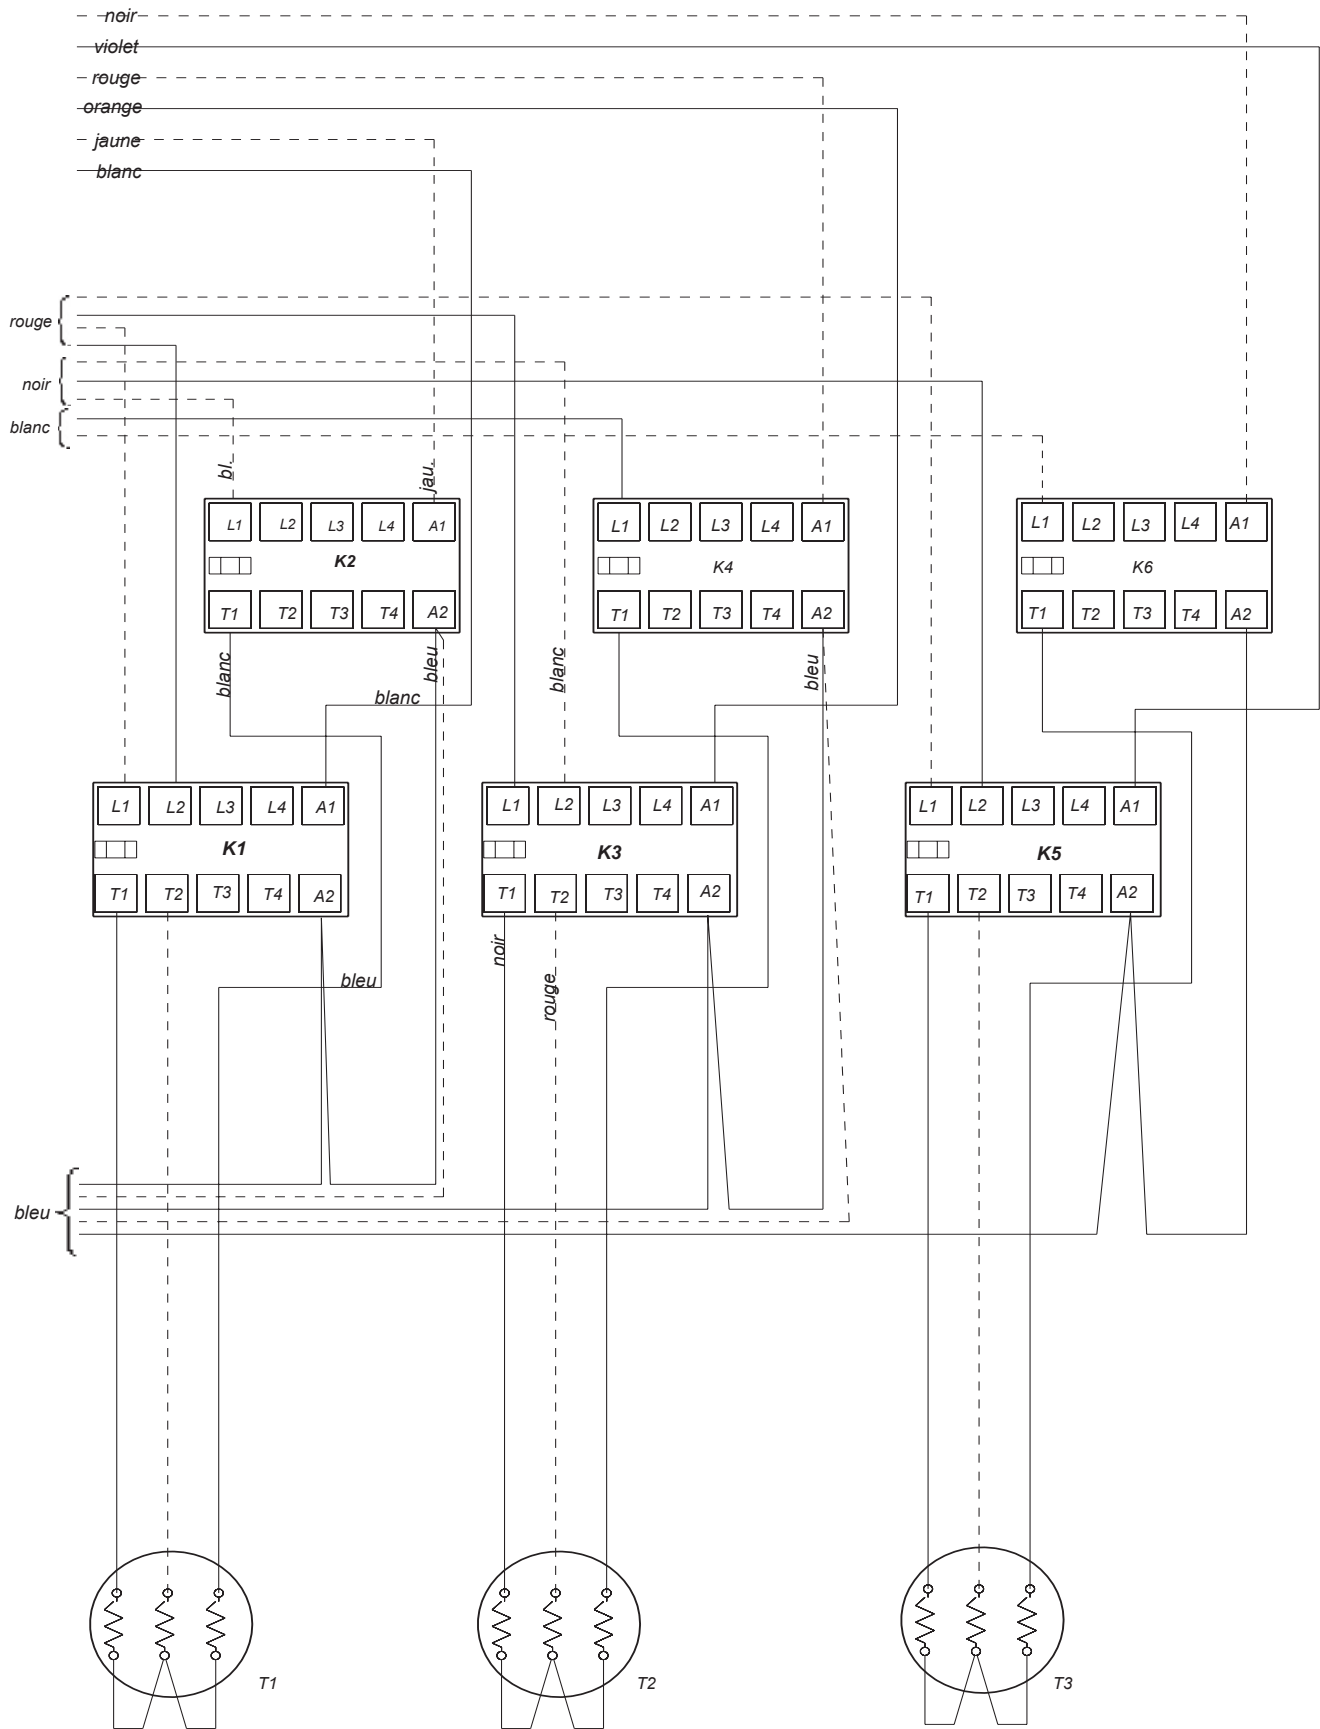 noir
violet
rouge
orange
jaune
blanc
rouge
noir
blanc
bl.
jau.
L1 L2 L3 L4 A1
K2
T1 T2 T3 T4 A2
L1 L2 L3 L4 A1
K4
T1 T2 T3 T4 A2
L1 L2 L3 L4 A1
K6
T1 T2 T3 T4 A2
blanc
bleu
blanc
blanc
bleu
L1 L2 L3 L4 A1
K1
T1 T2 T3 T4 A2
L1 L2 L3 L4 A1
K3
T1 T2 T3 T4 A2
L1 L2 L3 L4 A1
K5
T1 T2 T3 T4 A2
bleu
noir
rouge
bleu
T1
T2
T3